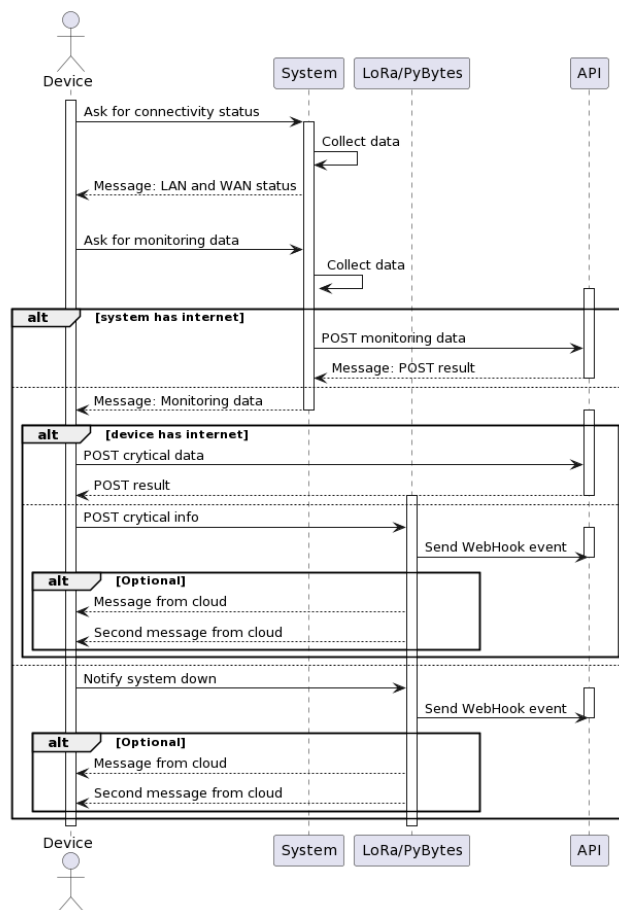 Device
System
LoRa/PyBytes
API
Ask for connectivity status
Collect data
Message: LAN and WAN status
Ask for monitoring data
Collect data
alt
[system has internet]
POST monitoring data
Message: POST result
Message: Monitoring data
alt
[device has internet]
POST crytical data
POST result
POST crytical info
Send WebHook event
alt
[Optional]
Message from cloud
Second message from cloud
Notify system down
Send WebHook event
alt
[Optional]
Message from cloud
Second message from cloud
Device
System
LoRa/PyBytes
API